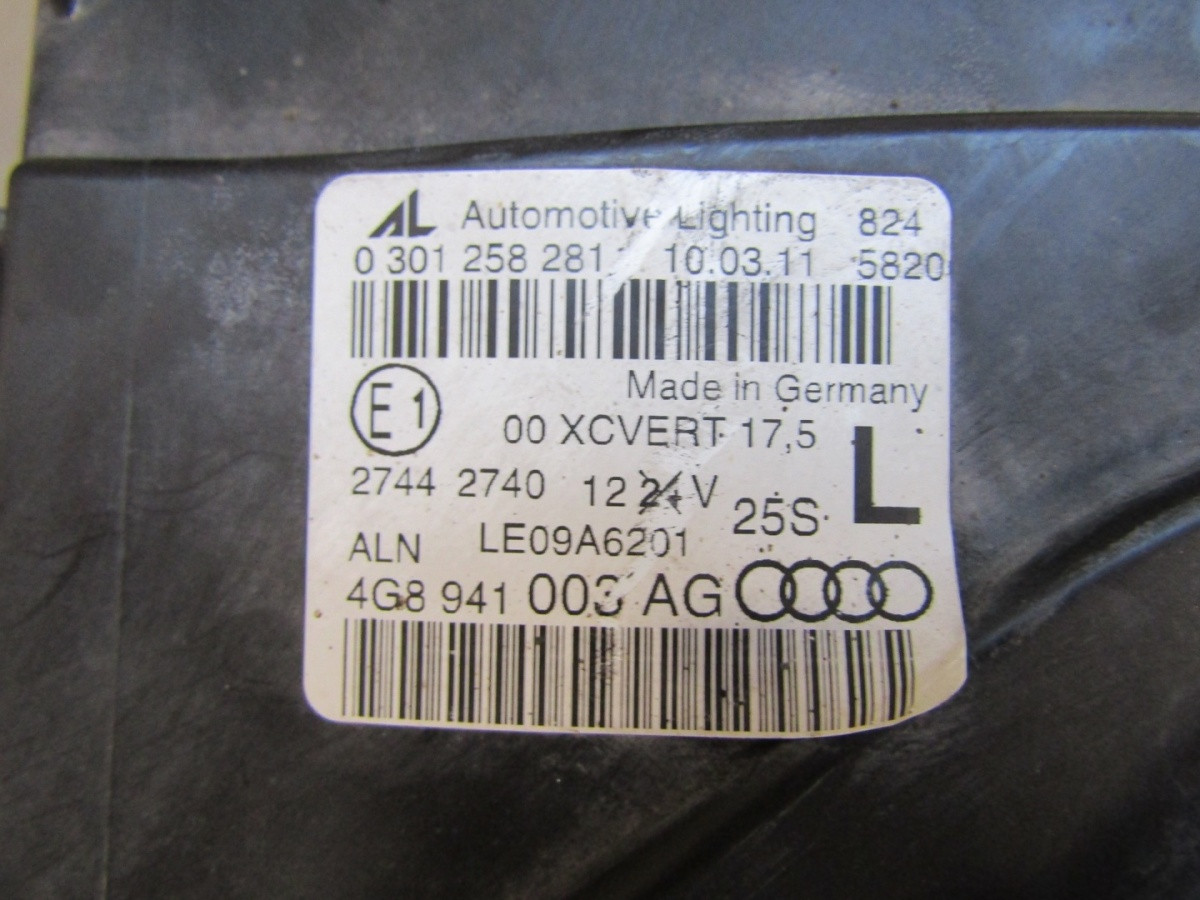 AL Automotive Lighting 824
0 301 258 281 10.03.11 5820
Made in Germany
E1 00 XCVERT 17,5
L
2744 2740 12 24 V 25S
ALN LE09A6201
4G8 941 003 AG